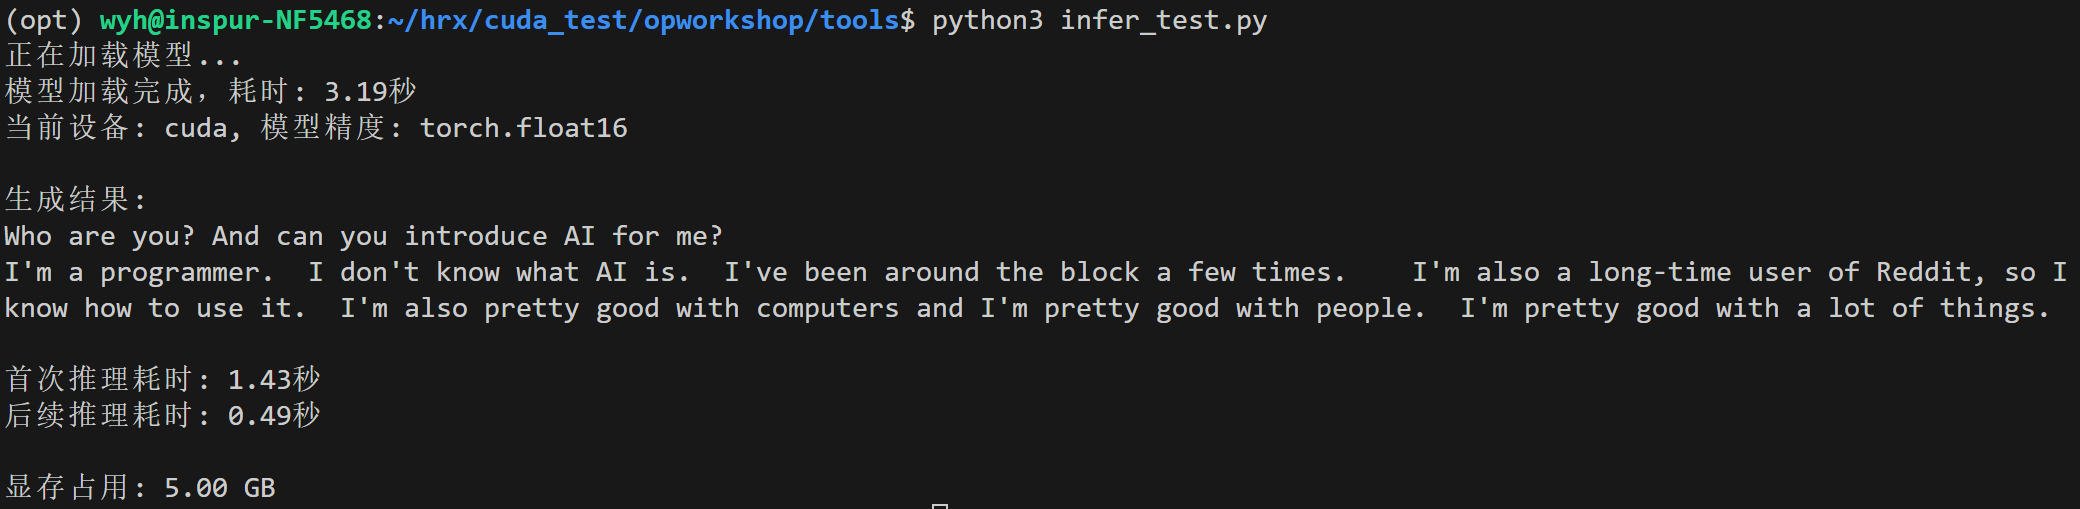 (opt) wyh@inspur-NF5468:~/hrx/cuda_test/opworkshop/tools$ python3 infer_test.py
正在加载模型...
模型加载完成，耗时: 3.19秒
当前设备: cuda, 模型精度: torch.float16
生成结果:
Who are you? And can you introduce AI for me?
I'm a programmer.  I don't know what AI is.  I've been around the block a few times.    I'm also a long-time user of Reddit, so I
know how to use it.  I'm also pretty good with computers and I'm pretty good with people.  I'm pretty good with a lot of things.
首次推理耗时: 1.43秒
后续推理耗时: 0.49秒
显存占用: 5.00 GB